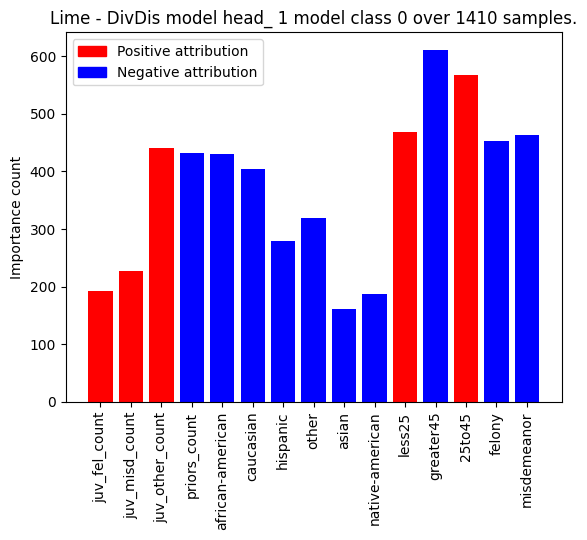 Lime - DivDis model head_ 1 model class 0 over 1410 samples.
Positive attribution
Negative attribution
Importance count
600
500
400
300
200
100
0
juv_fel_count
juv_misd_count
juv_other_count
priors_count
african-american
caucasian
hispanic
other
asian
native-american
less25
greater45
25to45
felony
misdemeanor